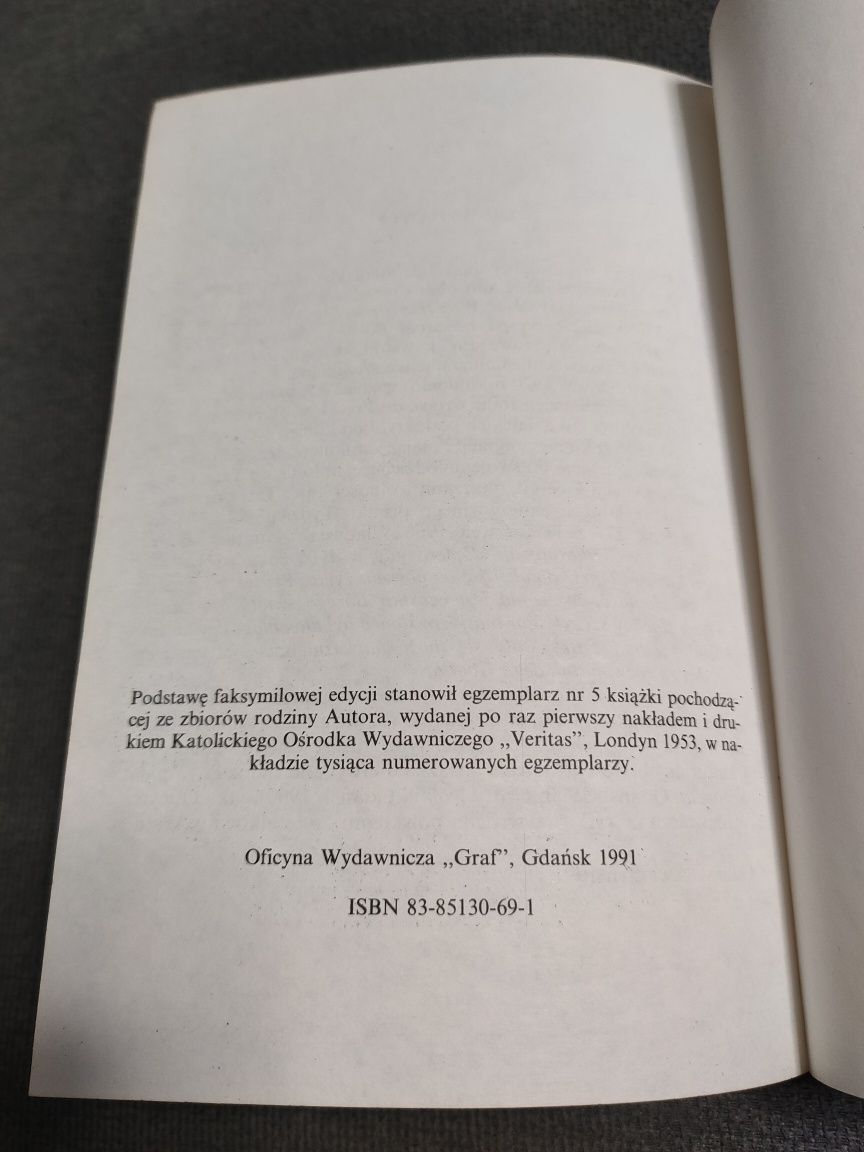 Podstawę faksymilowej edycji stanowił egzemplarz nr 5 książki pochodzą-
cej ze zbiorów rodziny Autora, wydanej po raz pierwszy nakładem i dru-
kiem Katolickiego Ośrodka Wydawniczego „Veritas”, Londyn 1953, w na-
kładzie tysiąca numerowanych egzemplarzy.
Oficyna Wydawnicza „Graf”, Gdańsk 1991
ISBN 83-85130-69-1